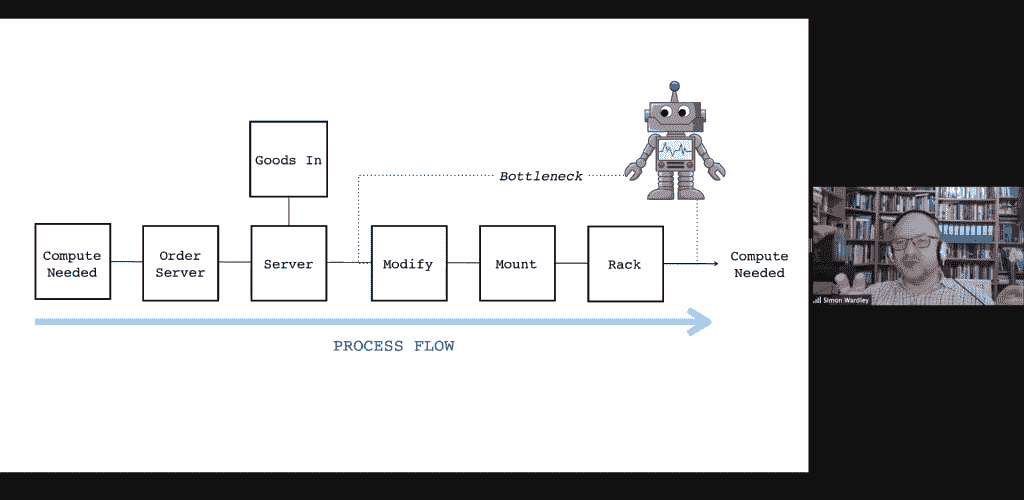 Goods In
Bottleneck
Compute
Needed
Order
Server
Server
Modify
Mount
Rack
Compute
Needed
PROCESS FLOW
Simon Wardley